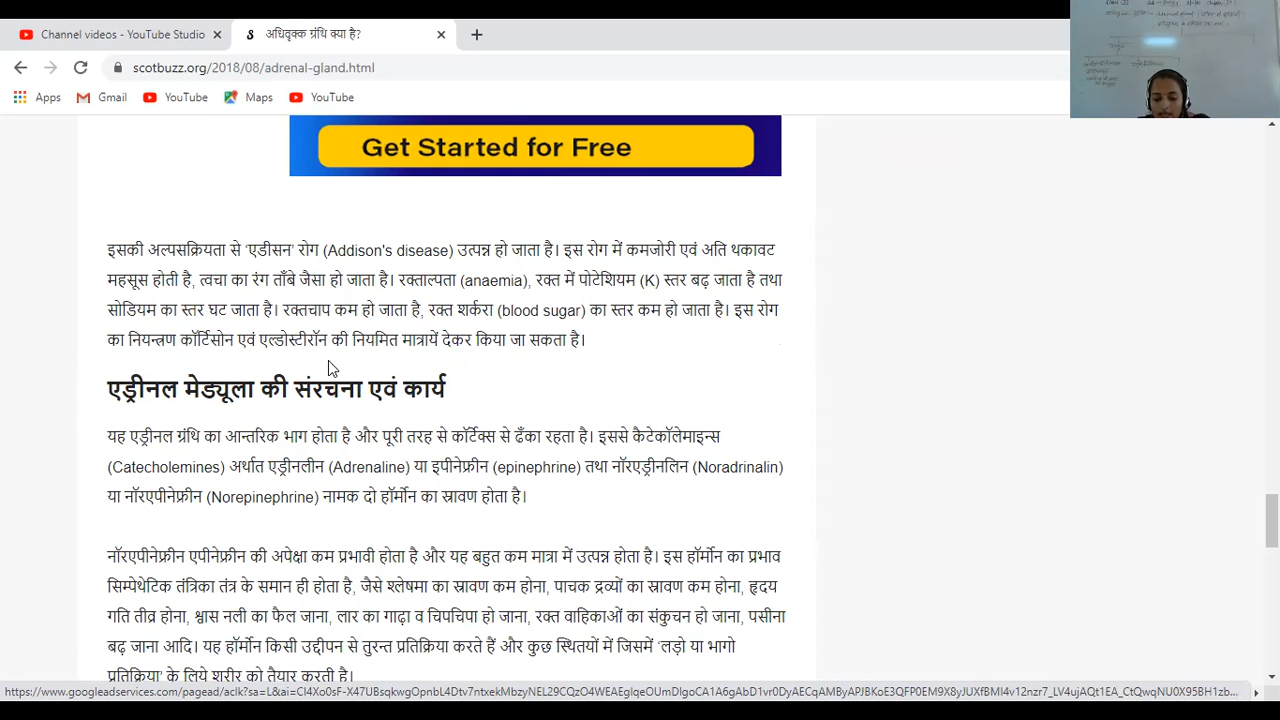 Channel videos - YouTube Studio
अधिवृक्क ग्रंथि क्या है?
scotbuzz.org/2018/08/adrenal-gland.html
Apps Gmail YouTube Maps YouTube
Get Started for Free
इसकी अल्पसक्रियता से ‘एडीसन’ रोग (Addison's disease) उत्पन्न हो जाता है। इस रोग में कमजोरी एवं अति थकावट
महसूस होती है, त्वचा का रंग ताँबे जैसा हो जाता है। रक्ताल्पता (anaemia), रक्त में पोटेशियम (K) स्तर बढ़ जाता है तथा
सोडियम का स्तर घट जाता है। रक्तचाप कम हो जाता है, रक्त शर्करा (blood sugar) का स्तर कम हो जाता है। इस रोग
का नियन्त्रण कॉर्टिसोन एवं एल्डोस्टीरॉन की नियमित मात्रायें देकर किया जा सकता है।
एड्रीनल मेड्यूला की संरचना एवं कार्य
यह एड्रीनल ग्रंथि का आन्तरिक भाग होता है और पूरी तरह से कॉर्टेक्स से ढँका रहता है। इससे कैटेकॉलेमाइन्स
(Catecholemines) अर्थात एड्रीनलीन (Adrenaline) या इपीनेफ्रीन (epinephrine) तथा नॉरएड्रीनलिन (Noradrinalin)
या नॉरएपीनेफ्रीन (Norepinephrine) नामक दो हॉर्मोन का स्रावण होता है।
नॉरएपीनेफ्रीन एपीनेफ्रीन की अपेक्षा कम प्रभावी होता है और यह बहुत कम मात्रा में उत्पन्न होता है। इस हॉर्मोन का प्रभाव
सिम्पेथेटिक तंत्रिका तंत्र के समान ही होता है, जैसे श्लेषमा का स्रावण कम होना, पाचक द्रव्यों का स्रावण कम होना, हृदय
गति तीव्र होना, श्वास नली का फैल जाना, लार का गाढ़ा व चिपचिपा हो जाना, रक्त वाहिकाओं का संकुचन हो जाना, पसीना
बढ़ जाना आदि। यह हॉर्मोन किसी उद्दीपन से तुरन्त प्रतिक्रिया करते हैं और कुछ स्थितयों में जिसमें ‘लड़ो या भागो
प्रतिक्रिया’ के लिये शरीर को तैयार करती है।